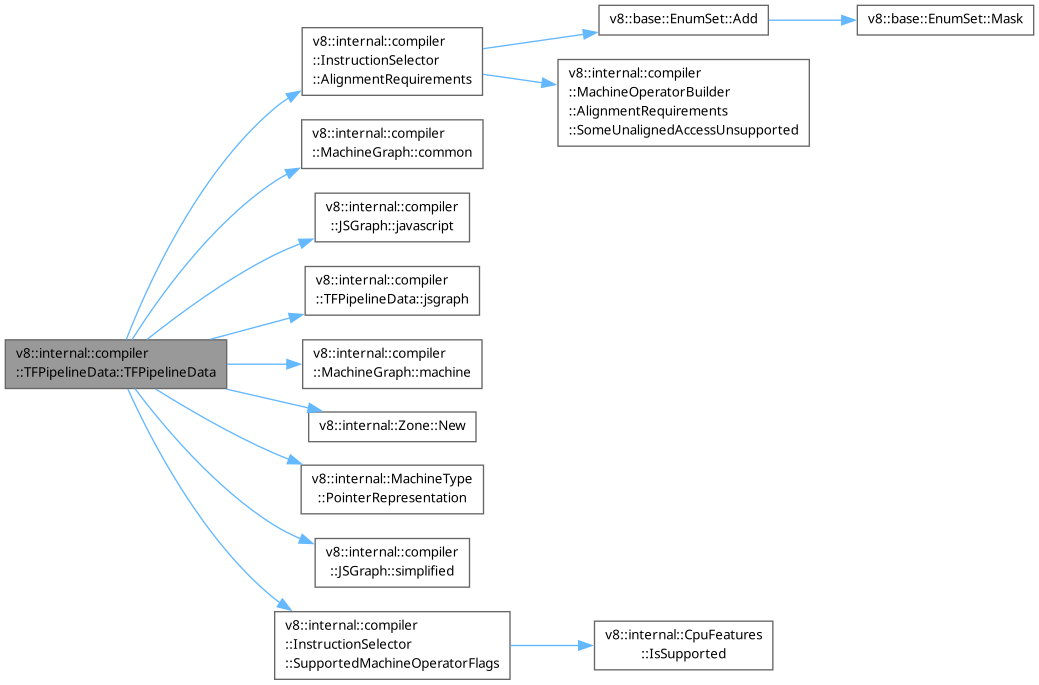 v8::internal::compiler
::TFPipelineData::TFPipelineData
v8::internal::compiler
::InstructionSelector
::AlignmentRequirements
v8::base::EnumSet::Add
v8::base::EnumSet::Mask
v8::internal::compiler
::MachineOperatorBuilder
::AlignmentRequirements
::SomeUnalignedAccessUnsupported
v8::internal::compiler
::MachineGraph::common
v8::internal::compiler
::JSGraph::javascript
v8::internal::compiler
::TFPipelineData::jsgraph
v8::internal::compiler
::MachineGraph::machine
v8::internal::Zone::New
v8::internal::MachineType
::PointerRepresentation
v8::internal::compiler
::JSGraph::simplified
v8::internal::compiler
::InstructionSelector
::SupportedMachineOperatorFlags
v8::internal::CpuFeatures
::IsSupported